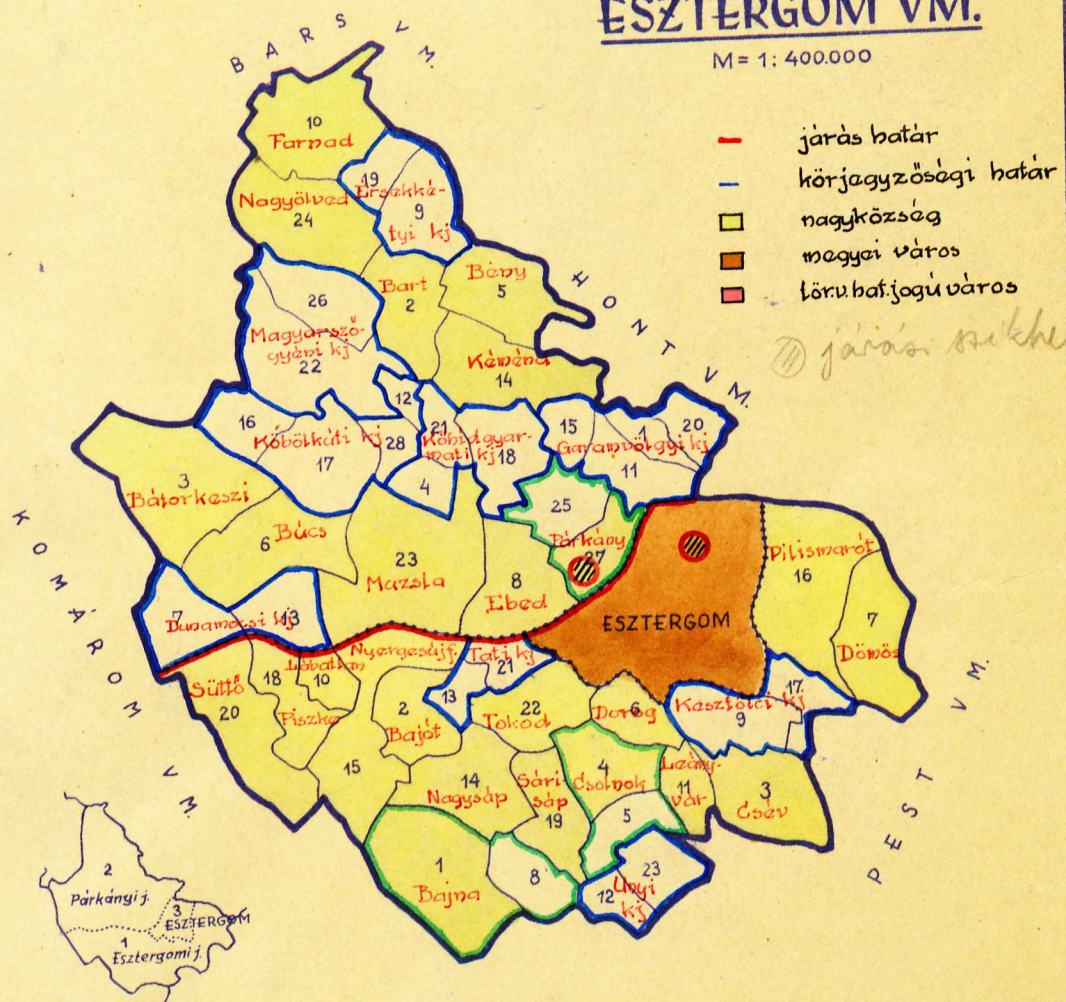 ESZTERGOM VM.
M= 1: 400.000
járás határ
körjegyzőségi határ
nagyközség
megyei város
tör.v.hat.jogú város
járási székhe
BARS VM.
HONT VM.
KOMÁROM VM.
PEST VM.
10
Farnad
19
Érsekké-
9
tyi kj
Nagyölved
24
Bart
2
Bény
5
26
Magyarszö-
gyéni kj
22
Kéménd
14
12
16
Köbölkúti kj
17
28
21
Kőhidgyar-
mati kj
18
4
15
1
20
Garamvölgyi kj
11
3
Bátorkeszi
6
Búcs
23
Muzsla
8
Ebed
25
Párkány
27
7
13
Dunamocsi kj
ESZTERGOM
Pilismarót
16
7
Dömös
Süttő
20
18
Piszke
Lábatlan
10
Nyergesújf.
15
Tati kj
21
13
2
Bajót
22
Tokod
6
Dorog
17
Kesztölci kj
9
14
Nagysáp
Sári-
sáp
19
4
Csolnok
5
Leány-
11
vár
3
Csév
1
Bajna
8
23
12
Unyi
kj
2
Párkányi j.
3
ESZTERGOM
1
Esztergomi j.